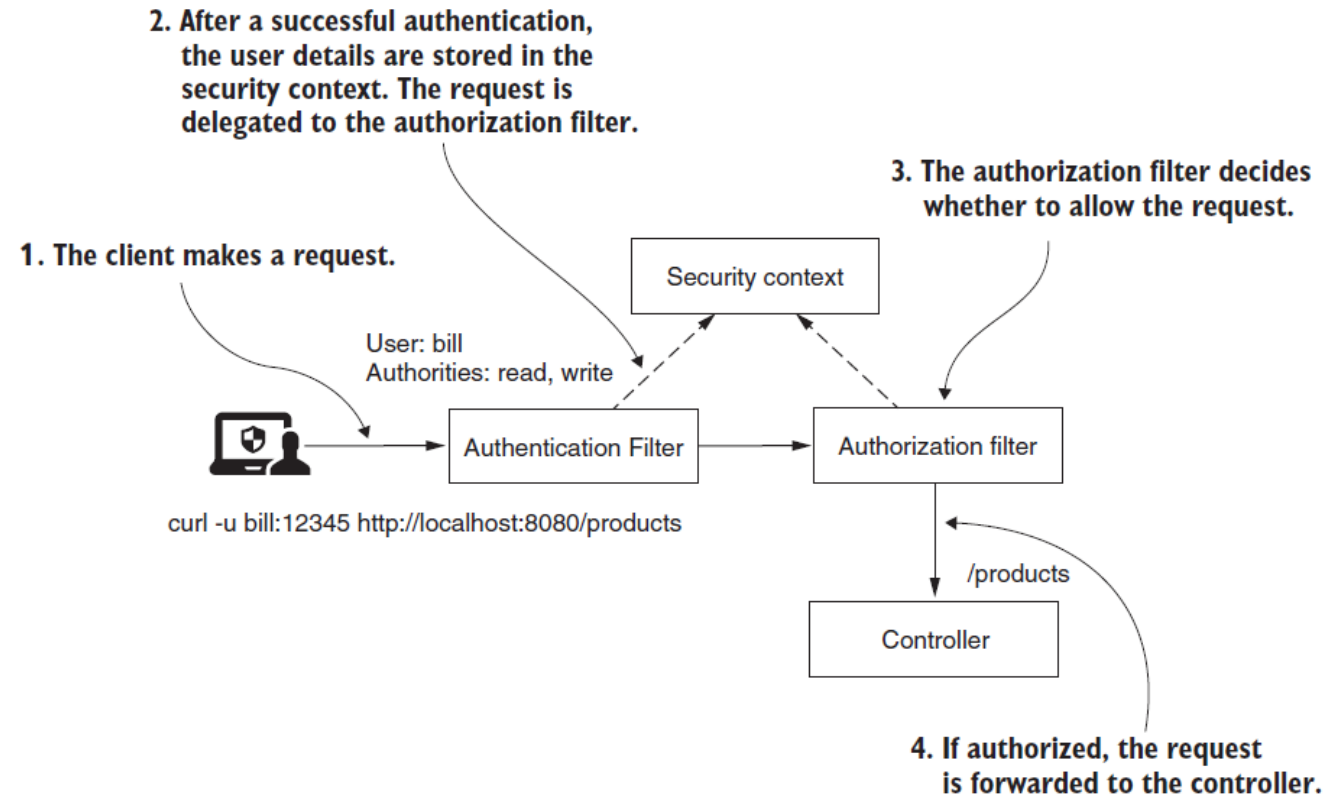 2. After a successful authentication,
the user details are stored in the
security context. The request is
delegated to the authorization filter.
3. The authorization filter decides
whether to allow the request.
1. The client makes a request.
Security context
User: bill
Authorities: read, write
Authentication Filter
Authorization filter
curl -u bill:12345 http://localhost:8080/products
/products
Controller
4. If authorized, the request
is forwarded to the controller.